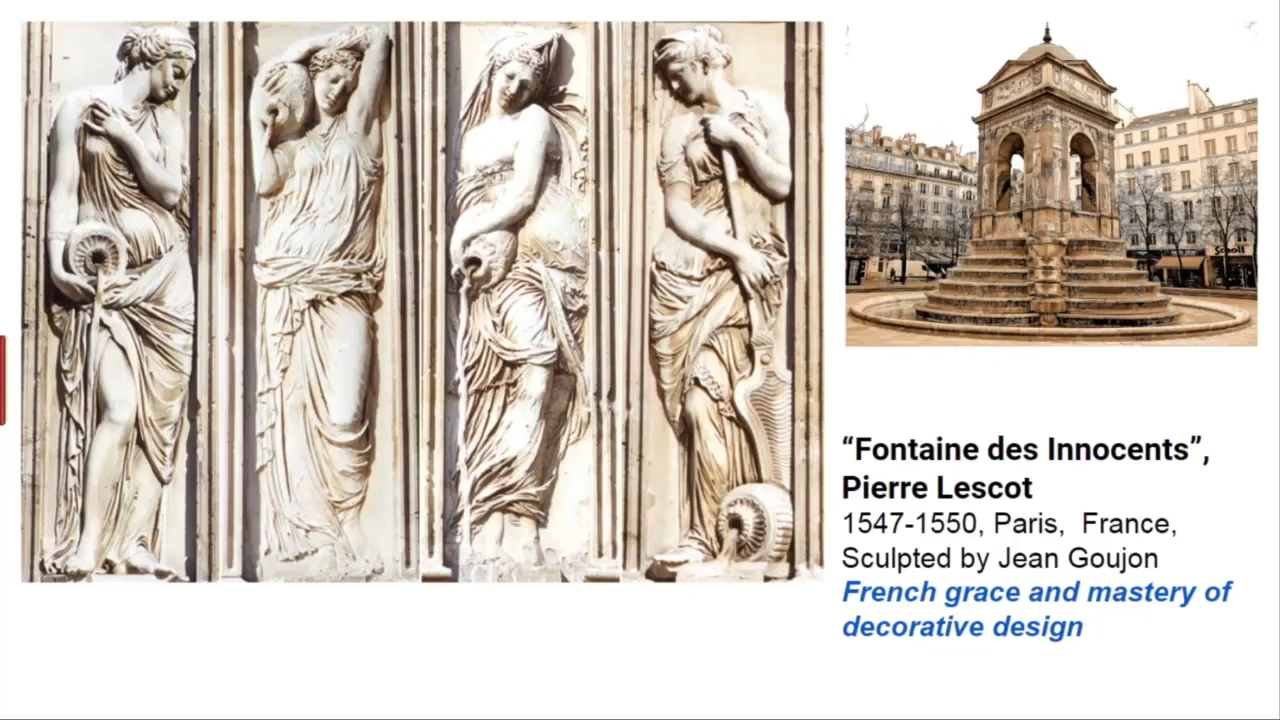 “Fontaine des Innocents”,
Pierre Lescot
1547-1550, Paris, France,
Sculpted by Jean Goujon
French grace and mastery of
decorative design